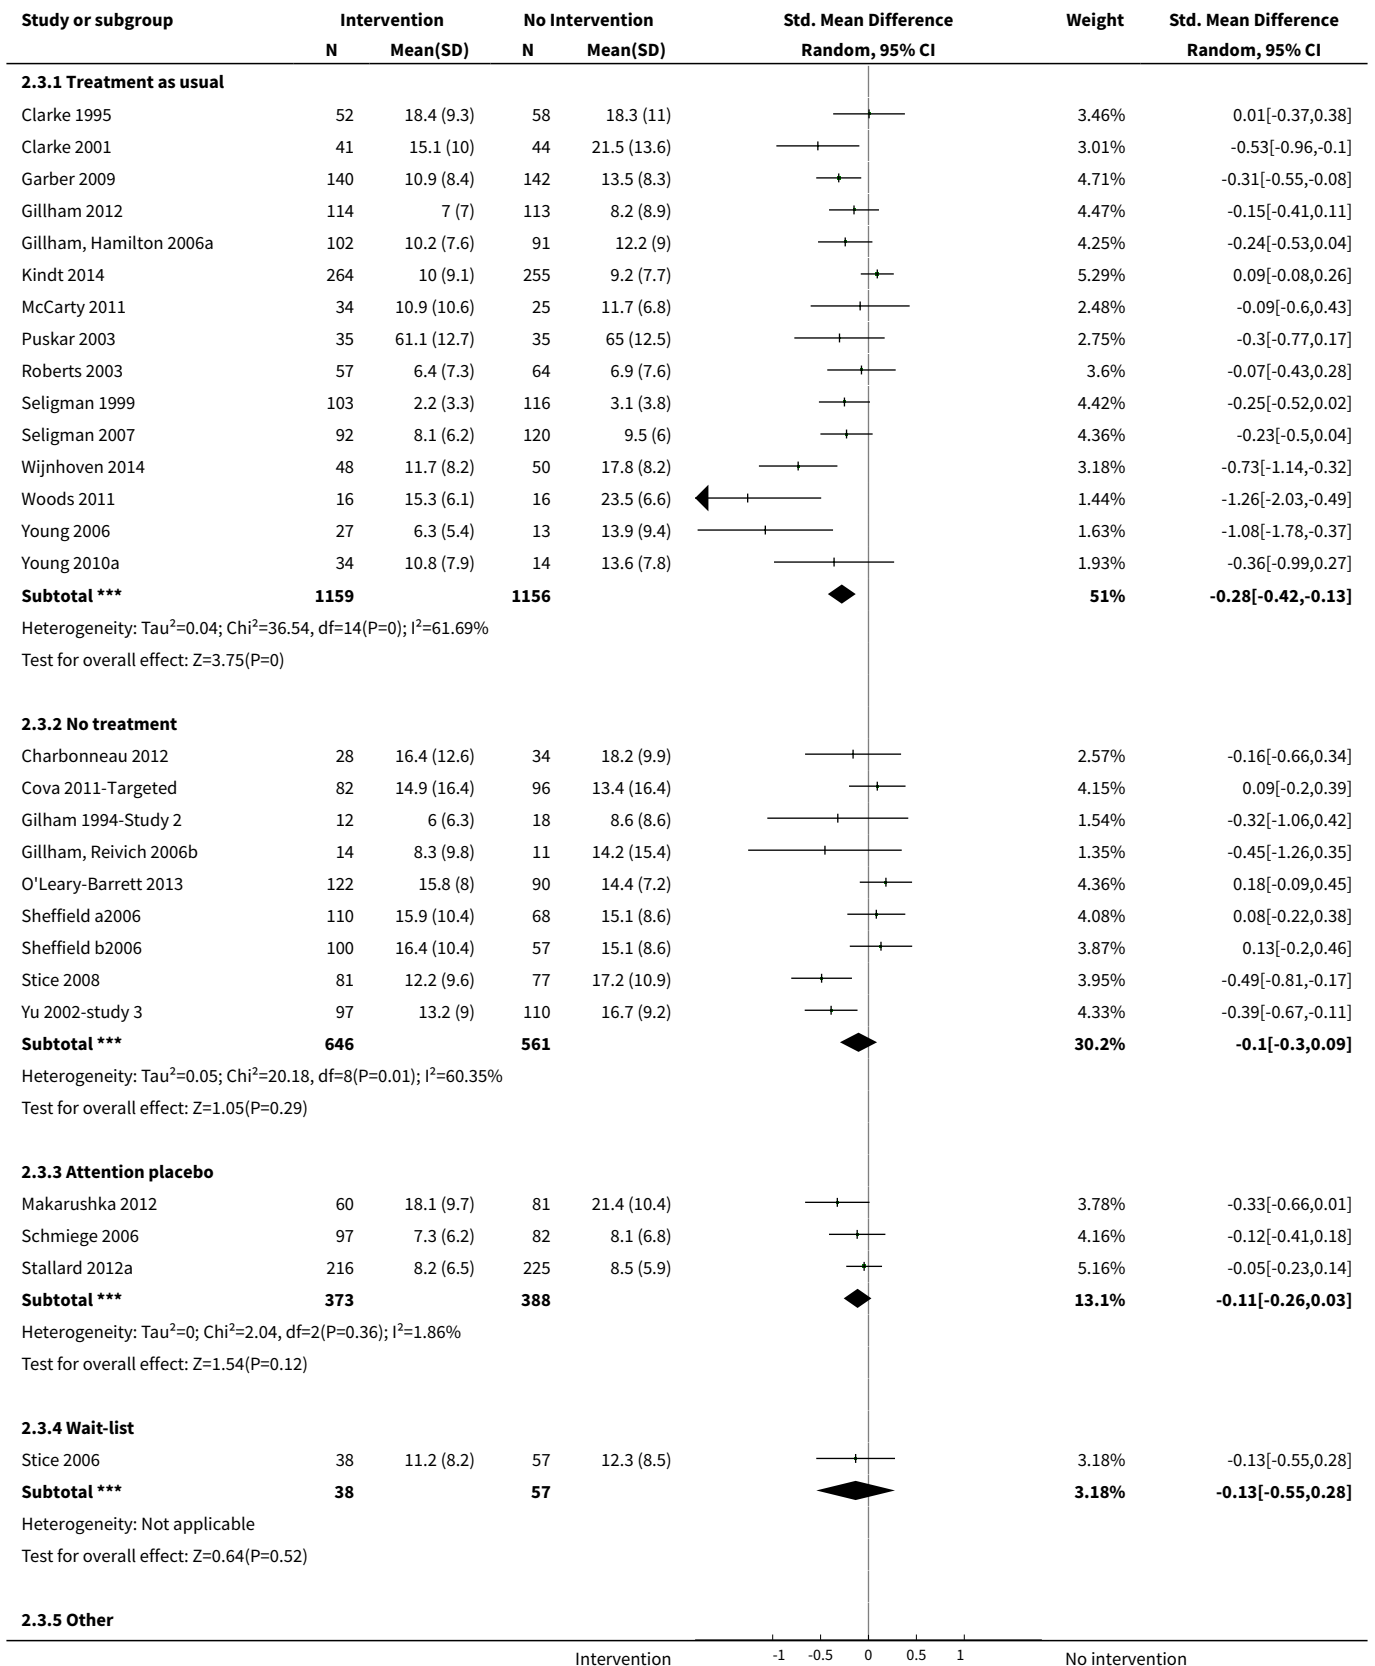 Study or subgroup Intervention No Intervention Std. Mean Difference Weight Std. Mean Difference
N Mean(SD) N Mean(SD) Random, 95% CI Random, 95% CI
2.3.1 Treatment as usual
Clarke 1995 52 18.4 (9.3) 58 18.3 (11) 3.46% 0.01[-0.37,0.38]
Clarke 2001 41 15.1 (10) 44 21.5 (13.6) 3.01% -0.53[-0.96,-0.1]
Garber 2009 140 10.9 (8.4) 142 13.5 (8.3) 4.71% -0.31[-0.55,-0.08]
Gillham 2012 114 7 (7) 113 8.2 (8.9) 4.47% -0.15[-0.41,0.11]
Gillham, Hamilton 2006a 102 10.2 (7.6) 91 12.2 (9) 4.25% -0.24[-0.53,0.04]
Kindt 2014 264 10 (9.1) 255 9.2 (7.7) 5.29% 0.09[-0.08,0.26]
McCarty 2011 34 10.9 (10.6) 25 11.7 (6.8) 2.48% -0.09[-0.6,0.43]
Puskar 2003 35 61.1 (12.7) 35 65 (12.5) 2.75% -0.3[-0.77,0.17]
Roberts 2003 57 6.4 (7.3) 64 6.9 (7.6) 3.6% -0.07[-0.43,0.28]
Seligman 1999 103 2.2 (3.3) 116 3.1 (3.8) 4.42% -0.25[-0.52,0.02]
Seligman 2007 92 8.1 (6.2) 120 9.5 (6) 4.36% -0.23[-0.5,0.04]
Wijnhoven 2014 48 11.7 (8.2) 50 17.8 (8.2) 3.18% -0.73[-1.14,-0.32]
Woods 2011 16 15.3 (6.1) 16 23.5 (6.6) 1.44% -1.26[-2.03,-0.49]
Young 2006 27 6.3 (5.4) 13 13.9 (9.4) 1.63% -1.08[-1.78,-0.37]
Young 2010a 34 10.8 (7.9) 14 13.6 (7.8) 1.93% -0.36[-0.99,0.27]
Subtotal *** 1159 1156 51% -0.28[-0.42,-0.13]
Heterogeneity: Tau²=0.04; Chi²=36.54, df=14(P=0); I²=61.69%
Test for overall effect: Z=3.75(P=0)
2.3.2 No treatment
Charbonneau 2012 28 16.4 (12.6) 34 18.2 (9.9) 2.57% -0.16[-0.66,0.34]
Cova 2011-Targeted 82 14.9 (16.4) 96 13.4 (16.4) 4.15% 0.09[-0.2,0.39]
Gilham 1994-Study 2 12 6 (6.3) 18 8.6 (8.6) 1.54% -0.32[-1.06,0.42]
Gillham, Reivich 2006b 14 8.3 (9.8) 11 14.2 (15.4) 1.35% -0.45[-1.26,0.35]
O'Leary-Barrett 2013 122 15.8 (8) 90 14.4 (7.2) 4.36% 0.18[-0.09,0.45]
Sheffield a2006 110 15.9 (10.4) 68 15.1 (8.6) 4.08% 0.08[-0.22,0.38]
Sheffield b2006 100 16.4 (10.4) 57 15.1 (8.6) 3.87% 0.13[-0.2,0.46]
Stice 2008 81 12.2 (9.6) 77 17.2 (10.9) 3.95% -0.49[-0.81,-0.17]
Yu 2002-study 3 97 13.2 (9) 110 16.7 (9.2) 4.33% -0.39[-0.67,-0.11]
Subtotal *** 646 561 30.2% -0.1[-0.3,0.09]
Heterogeneity: Tau²=0.05; Chi²=20.18, df=8(P=0.01); I²=60.35%
Test for overall effect: Z=1.05(P=0.29)
2.3.3 Attention placebo
Makarushka 2012 60 18.1 (9.7) 81 21.4 (10.4) 3.78% -0.33[-0.66,0.01]
Schmiege 2006 97 7.3 (6.2) 82 8.1 (6.8) 4.16% -0.12[-0.41,0.18]
Stallard 2012a 216 8.2 (6.5) 225 8.5 (5.9) 5.16% -0.05[-0.23,0.14]
Subtotal *** 373 388 13.1% -0.11[-0.26,0.03]
Heterogeneity: Tau²=0; Chi²=2.04, df=2(P=0.36); I²=1.86%
Test for overall effect: Z=1.54(P=0.12)
2.3.4 Wait-list
Stice 2006 38 11.2 (8.2) 57 12.3 (8.5) 3.18% -0.13[-0.55,0.28]
Subtotal *** 38 57 3.18% -0.13[-0.55,0.28]
Heterogeneity: Not applicable
Test for overall effect: Z=0.64(P=0.52)
2.3.5 Other
Intervention -1 -0.5 0 0.5 1 No intervention